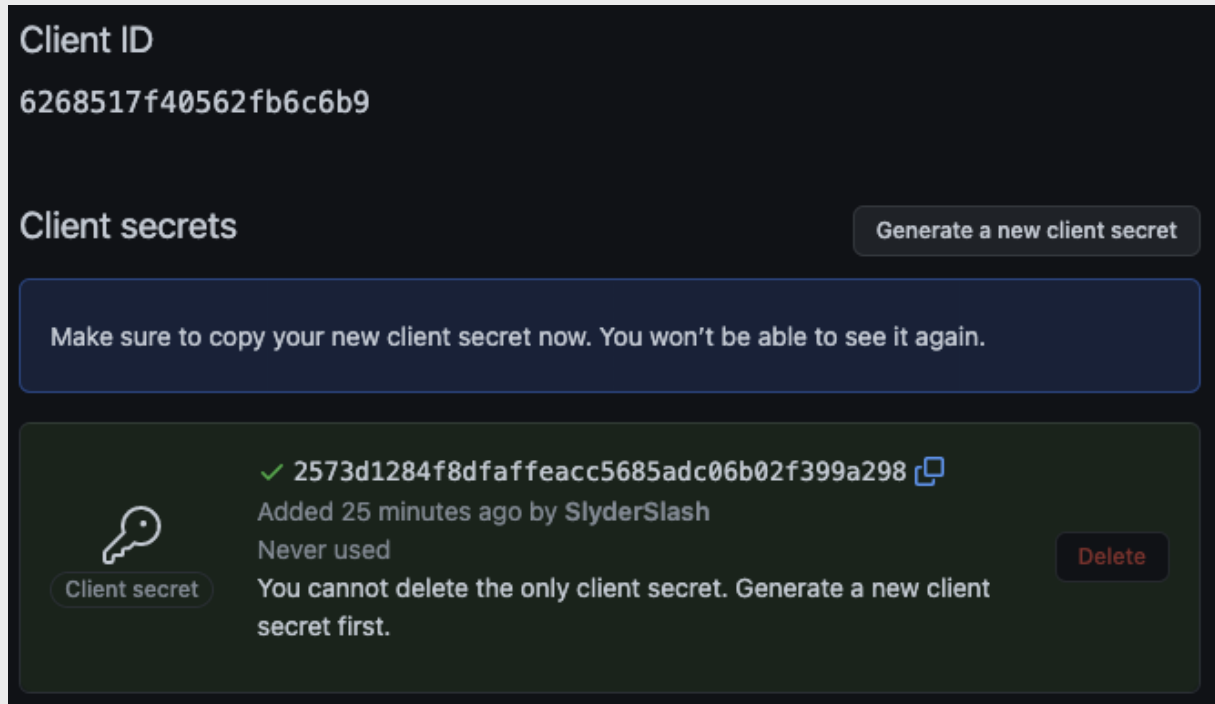 Client ID
6268517f40562fb6c6b9
Client secrets
Generate a new client secret
Make sure to copy your new client secret now. You won’t be able to see it again.
2573d1284f8dfaffeacc5685adc06b02f399a298
Added 25 minutes ago by SlyderSlash
Never used
Client secret
You cannot delete the only client secret. Generate a new client
secret first.
Delete